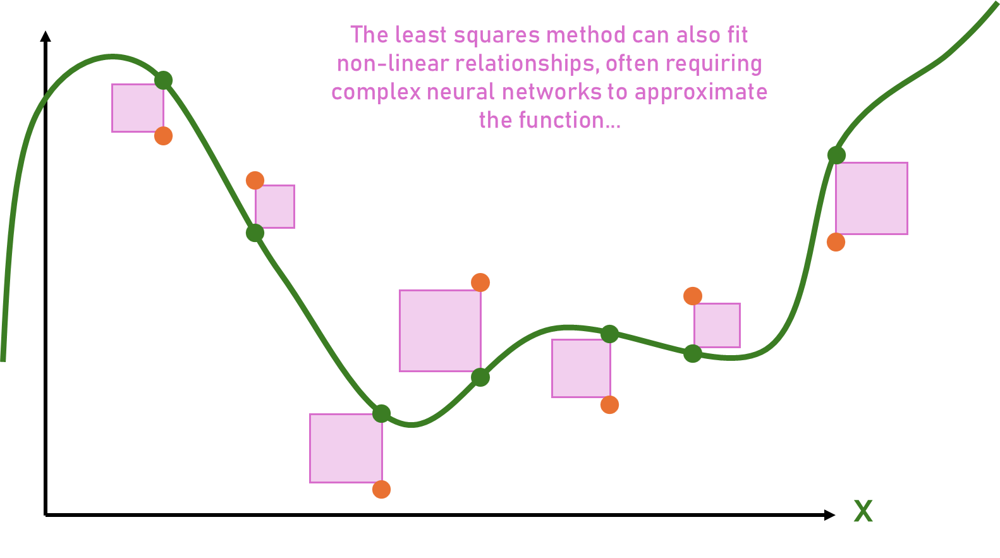 The least squares method can also fit
non-linear relationships, often requiring
complex neural networks to approximate
the function...
X